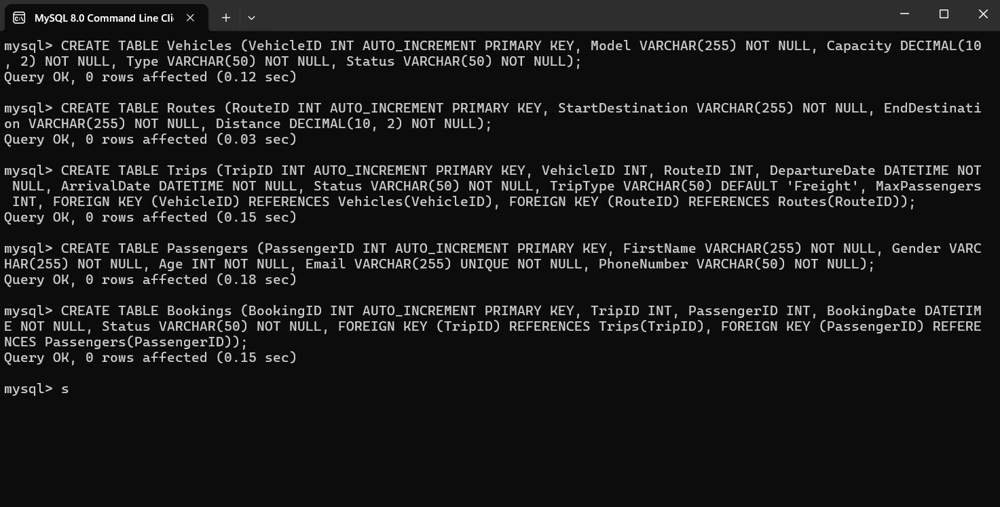 MySQL 8.0 Command Line Cli
mysql> CREATE TABLE Vehicles (VehicleID INT AUTO_INCREMENT PRIMARY KEY, Model VARCHAR(255) NOT NULL, Capacity DECIMAL(10
, 2) NOT NULL, Type VARCHAR(50) NOT NULL, Status VARCHAR(50) NOT NULL);
Query OK, 0 rows affected (0.12 sec)
mysql> CREATE TABLE Routes (RouteID INT AUTO_INCREMENT PRIMARY KEY, StartDestination VARCHAR(255) NOT NULL, EndDestinati
on VARCHAR(255) NOT NULL, Distance DECIMAL(10, 2) NOT NULL);
Query OK, 0 rows affected (0.03 sec)
mysql> CREATE TABLE Trips (TripID INT AUTO_INCREMENT PRIMARY KEY, VehicleID INT, RouteID INT, DepartureDate DATETIME NOT
 NULL, ArrivalDate DATETIME NOT NULL, Status VARCHAR(50) NOT NULL, TripType VARCHAR(50) DEFAULT 'Freight', MaxPassengers
 INT, FOREIGN KEY (VehicleID) REFERENCES Vehicles(VehicleID), FOREIGN KEY (RouteID) REFERENCES Routes(RouteID));
Query OK, 0 rows affected (0.15 sec)
mysql> CREATE TABLE Passengers (PassengerID INT AUTO_INCREMENT PRIMARY KEY, FirstName VARCHAR(255) NOT NULL, Gender VARC
HAR(255) NOT NULL, Age INT NOT NULL, Email VARCHAR(255) UNIQUE NOT NULL, PhoneNumber VARCHAR(50) NOT NULL);
Query OK, 0 rows affected (0.18 sec)
mysql> CREATE TABLE Bookings (BookingID INT AUTO_INCREMENT PRIMARY KEY, TripID INT, PassengerID INT, BookingDate DATETIM
E NOT NULL, Status VARCHAR(50) NOT NULL, FOREIGN KEY (TripID) REFERENCES Trips(TripID), FOREIGN KEY (PassengerID) REFERE
NCES Passengers(PassengerID));
Query OK, 0 rows affected (0.15 sec)
mysql> s